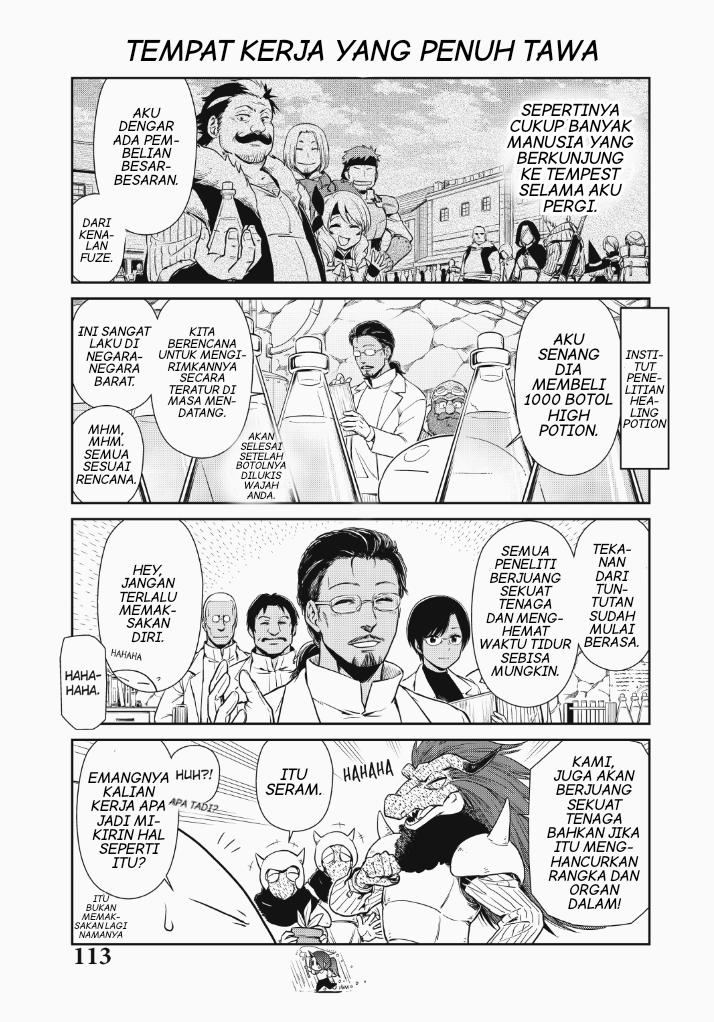 TEMPAT KERJA YANG PENUH TAWA
SEPERTINYA
CUKUP BANYAK
MANUSIA YANG
BERKUNJUNG
KE TEMPEST
SELAMA AKU
PERGI.
AKU
DENGAR
ADA PEM-
BELIAN
BESAR-
BESARAN.
DARI
KENA-
LAN
FUZE.
INSTI-
TUT
PENE-
LITIAN
HEA-
LING
POTION
AKU
SENANG
DIA
MEMBELI
1000 BOTOL
HIGH
POTION.
KITA
BERENCANA
UNTUK MENGI-
RIMKANNYA
SECARA
TERATUR DI
MASA MEN-
DATANG.
AKAN
SELESAI
SETELAH
BOTOLNYA
DILUKIS
WAJAH
ANDA.
INI SANGAT
LAKU DI
NEGARA-
NEGARA
BARAT.
MHM,
MHM.
SEMUA
SESUAI
RENCANA.
TEKA-
NAN
DARI
TUN-
TUTAN
SUDAH
MULAI
BERASA.
SEMUA
PENELITI
BERJUANG
SEKUAT
TENAGA
DAN MENG-
HEMAT
WAKTU TIDUR
SEBISA
MUNGKIN.
HEY,
JANGAN
TERLALU
MEMAK-
SAKAN
DIRI.
HAHAHA
HAHA-
HAHA.
KAMI,
JUGA AKAN
BERJUANG
SEKUAT
TENAGA
BAHKAN JIKA
ITU MENG-
HANCURKAN
RANGKA DAN
ORGAN
DALAM!
HAHAHA
ITU
SERAM.
HUH?!
APA TADI?
EMANGNYA
KALIAN
KERJA APA
JADI MI-
KIRIN HAL
SEPERTI
ITU?
ITU
BUKAN
MEMAK-
SAKAN LAGI
NAMANYA
113